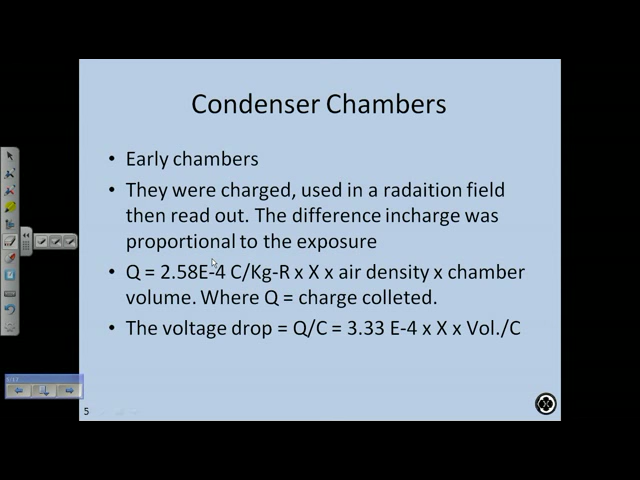 Condenser Chambers
• Early chambers
• They were charged, used in a radaition field
then read out. The difference incharge was
proportional to the exposure
• Q = 2.58E-4 C/Kg-R x X x air density x chamber
volume. Where Q = charge colleted.
• The voltage drop = Q/C = 3.33 E-4 x X x Vol./C
5